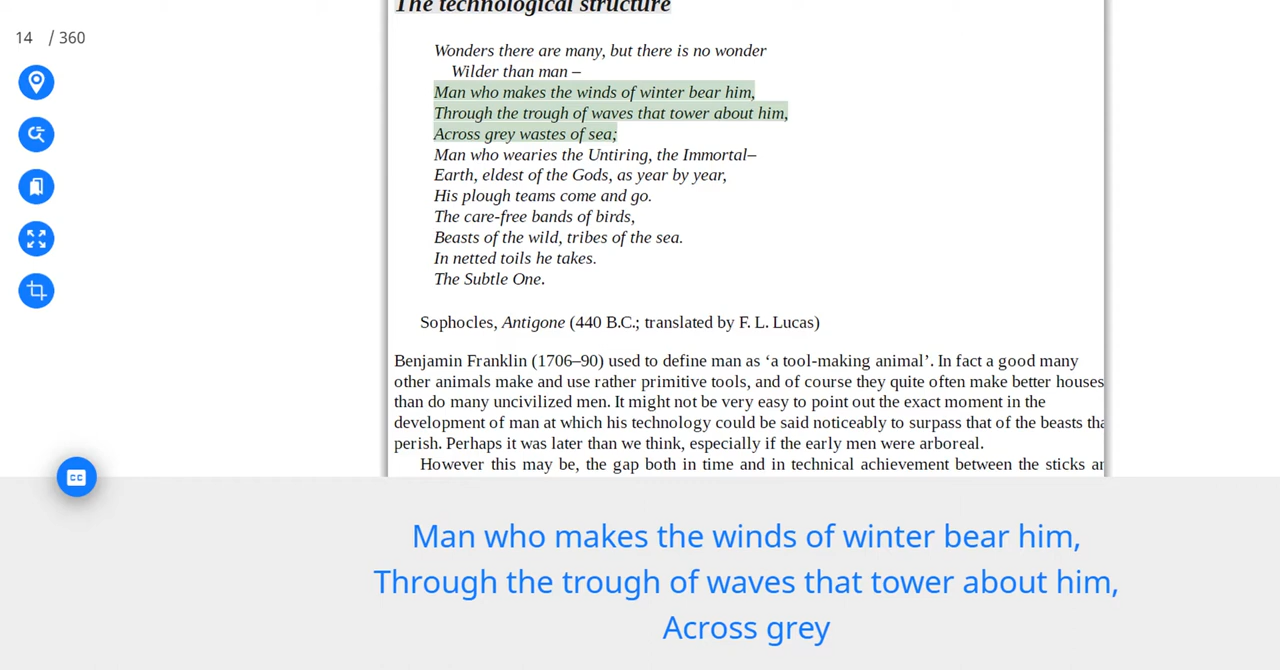 The technological structure
14 / 360
Wonders there are many, but there is no wonder
Wilder than man –
Man who makes the winds of winter bear him,
Through the trough of waves that tower about him,
Across grey wastes of sea;
Man who wearies the Untiring, the Immortal–
Earth, eldest of the Gods, as year by year,
His plough teams come and go.
The care-free bands of birds,
Beasts of the wild, tribes of the sea.
In netted toils he takes.
The Subtle One.
Sophocles, Antigone (440 B.C.; translated by F. L. Lucas)
Benjamin Franklin (1706–90) used to define man as ‘a tool-making animal’. In fact a good many
other animals make and use rather primitive tools, and of course they quite often make better houses
than do many uncivilized men. It might not be very easy to point out the exact moment in the
development of man at which his technology could be said noticeably to surpass that of the beasts tha
perish. Perhaps it was later than we think, especially if the early men were arboreal.
However this may be, the gap both in time and in technical achievement between the sticks ar
CC
Man who makes the winds of winter bear him,
Through the trough of waves that tower about him,
Across grey